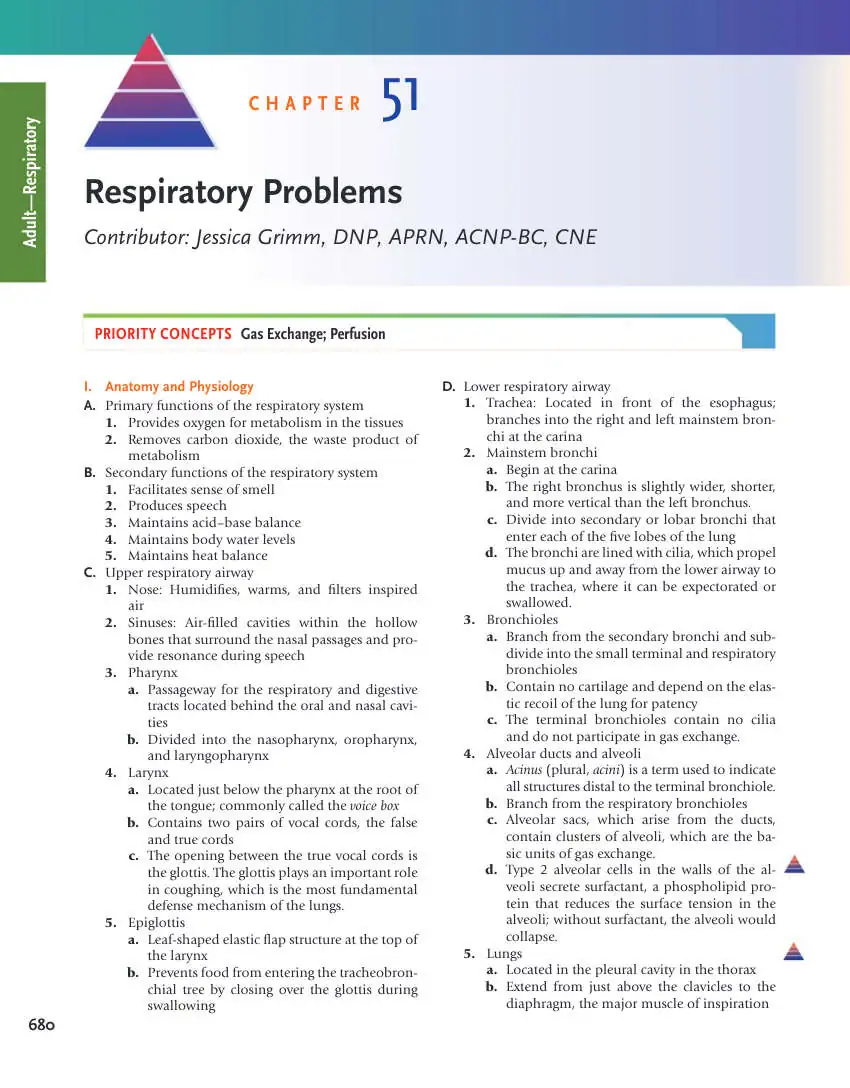 CHAPTER 51
Adult—Respiratory
Respiratory Problems
Contributor: Jessica Grimm, DNP, APRN, ACNP-BC, CNE
PRIORITY CONCEPTS Gas Exchange; Perfusion
I. Anatomy and Physiology
A. Primary functions of the respiratory system
1. Provides oxygen for metabolism in the tissues
2. Removes carbon dioxide, the waste product of
metabolism
B. Secondary functions of the respiratory system
1. Facilitates sense of smell
2. Produces speech
3. Maintains acid–base balance
4. Maintains body water levels
5. Maintains heat balance
C. Upper respiratory airway
1. Nose: Humidifies, warms, and filters inspired
air
2. Sinuses: Air-filled cavities within the hollow
bones that surround the nasal passages and pro-
vide resonance during speech
3. Pharynx
a. Passageway for the respiratory and digestive
tracts located behind the oral and nasal cavi-
ties
b. Divided into the nasopharynx, oropharynx,
and laryngopharynx
4. Larynx
a. Located just below the pharynx at the root of
the tongue; commonly called the voice box
b. Contains two pairs of vocal cords, the false
and true cords
c. The opening between the true vocal cords is
the glottis. The glottis plays an important role
in coughing, which is the most fundamental
defense mechanism of the lungs.
5. Epiglottis
a. Leaf-shaped elastic flap structure at the top of
the larynx
b. Prevents food from entering the tracheobron-
chial tree by closing over the glottis during
swallowing
D. Lower respiratory airway
1. Trachea: Located in front of the esophagus;
branches into the right and left mainstem bron-
chi at the carina
2. Mainstem bronchi
a. Begin at the carina
b. The right bronchus is slightly wider, shorter,
and more vertical than the left bronchus.
c. Divide into secondary or lobar bronchi that
enter each of the five lobes of the lung
d. The bronchi are lined with cilia, which propel
mucus up and away from the lower airway to
the trachea, where it can be expectorated or
swallowed.
3. Bronchioles
a. Branch from the secondary bronchi and sub-
divide into the small terminal and respiratory
bronchioles
b. Contain no cartilage and depend on the elas-
tic recoil of the lung for patency
c. The terminal bronchioles contain no cilia
and do not participate in gas exchange.
4. Alveolar ducts and alveoli
a. Acinus (plural, acini) is a term used to indicate
all structures distal to the terminal bronchiole.
b. Branch from the respiratory bronchioles
c. Alveolar sacs, which arise from the ducts,
contain clusters of alveoli, which are the ba-
sic units of gas exchange.
d. Type 2 alveolar cells in the walls of the al-
veoli secrete surfactant, a phospholipid pro-
tein that reduces the surface tension in the
alveoli; without surfactant, the alveoli would
collapse.
5. Lungs
a. Located in the pleural cavity in the thorax
b. Extend from just above the clavicles to the
diaphragm, the major muscle of inspiration
680